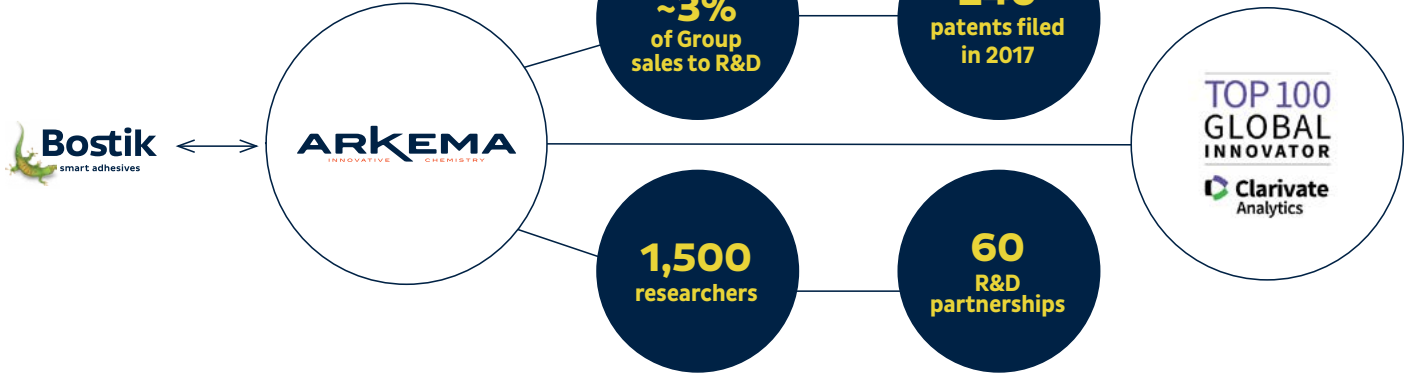 Bostik
smart adhesives
ARKEMA
INNOVATIVE CHEMISTRY
~3%
of Group
sales to R&D
patents filed
in 2017
1,500
researchers
60
R&D
partnerships
TOP 100
GLOBAL
INNOVATOR
Clarivate
Analytics